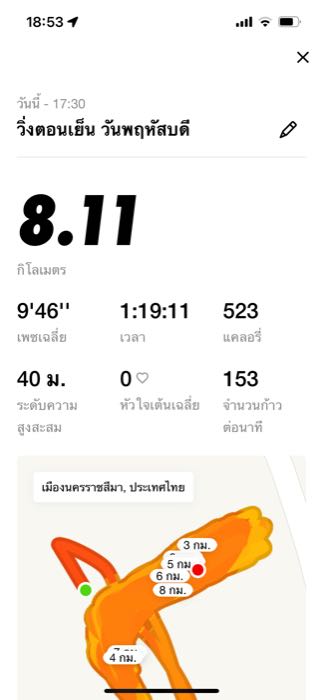 18:53
วันนี้ - 17:30
วิ่งตอนเย็น วันพฤหัสบดี
8.11
กิโลเมตร
9'46'' 1:19:11 523
เพซเฉลี่ย เวลา แคลอรี่
40 ม. 0 153
ระดับความ หัวใจเต้นเฉลี่ย จำนวนก้าว
สูงสะสม ต่อนาที
เมืองนครราชสีมา, ประเทศไทย
3 กม.
5 กม.
6 กม.
8 กม.
4 กม.